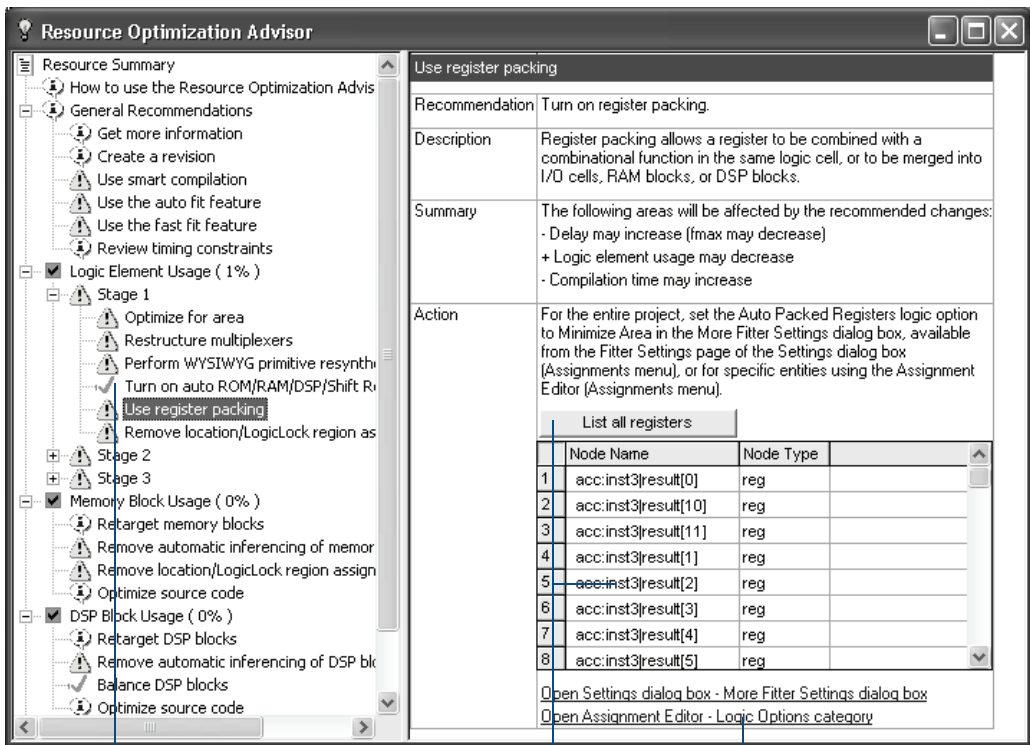 Resource Optimization Advisor
Resource Summary
How to use the Resource Optimization Advis
General Recommendations
Get more information
Create a revision
Use smart compilation
Use the auto fit feature
Use the fast fit feature
Review timing constraints
Logic Element Usage ( 1% )
Stage 1
Optimize for area
Restructure multiplexers
Perform WYSIWYG primitive resynthe
Turn on auto ROM/RAM/DSP/Shift Re
Use register packing
Remove location/LogicLock region as
Stage 2
Stage 3
Memory Block Usage ( 0% )
Retarget memory blocks
Remove automatic inferencing of memor
Remove location/LogicLock region assign
Optimize source code
DSP Block Usage ( 0% )
Retarget DSP blocks
Remove automatic inferencing of DSP blo
Balance DSP blocks
Optimize source code
Use register packing
Recommendation Turn on register packing.
Description Register packing allows a register to be combined with a
combinational function in the same logic cell, or to be merged into
I/O cells, RAM blocks, or DSP blocks.
Summary The following areas will be affected by the recommended changes:
- Delay may increase (fmax may decrease)
+ Logic element usage may decrease
- Compilation time may increase
Action For the entire project, set the Auto Packed Registers logic option
to Minimize Area in the More Fitter Settings dialog box, available
from the Fitter Settings page of the Settings dialog box
(Assignments menu), or for specific entities using the Assignment
Editor (Assignments menu).
List all registers
Node Name Node Type
1 acc:inst3|result[0] reg
2 acc:inst3|result[10] reg
3 acc:inst3|result[11] reg
4 acc:inst3|result[1] reg
5 acc:inst3|result[2] reg
6 acc:inst3|result[3] reg
7 acc:inst3|result[4] reg
8 acc:inst3|result[5] reg
Open Settings dialog box - More Fitter Settings dialog box
Open Assignment Editor - Logic Options category